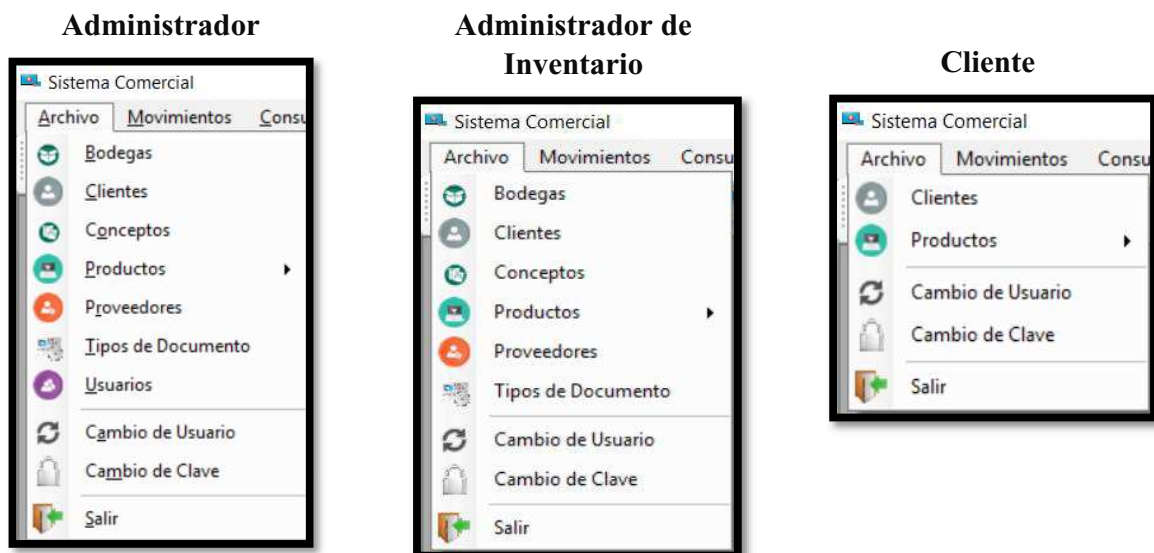 Administrador
Sistema Comercial
Archivo Movimientos Consu
Bodegas
Clientes
Conceptos
Productos
Proveedores
Tipos de Documento
Usuarios
Cambio de Usuario
Cambio de Clave
Salir
Administrador de
Inventario
Sistema Comercial
Archivo Movimientos Consu
Bodegas
Clientes
Conceptos
Productos
Proveedores
Tipos de Documento
Cambio de Usuario
Cambio de Clave
Salir
Cliente
Sistema Comercial
Archivo Movimientos Consu
Clientes
Productos
Cambio de Usuario
Cambio de Clave
Salir